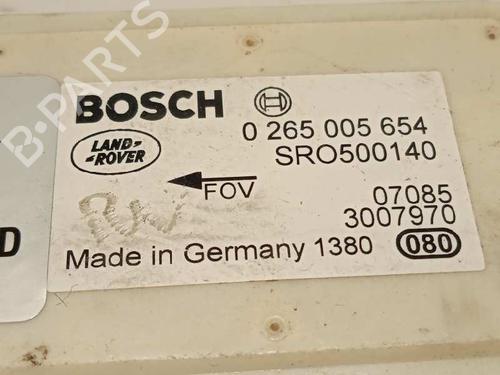 B-PARTS
BOSCH
0 265 005 654
LAND-
-ROVER
SRO500140
FOV
07085
3007970
D
Made in Germany 1380 080